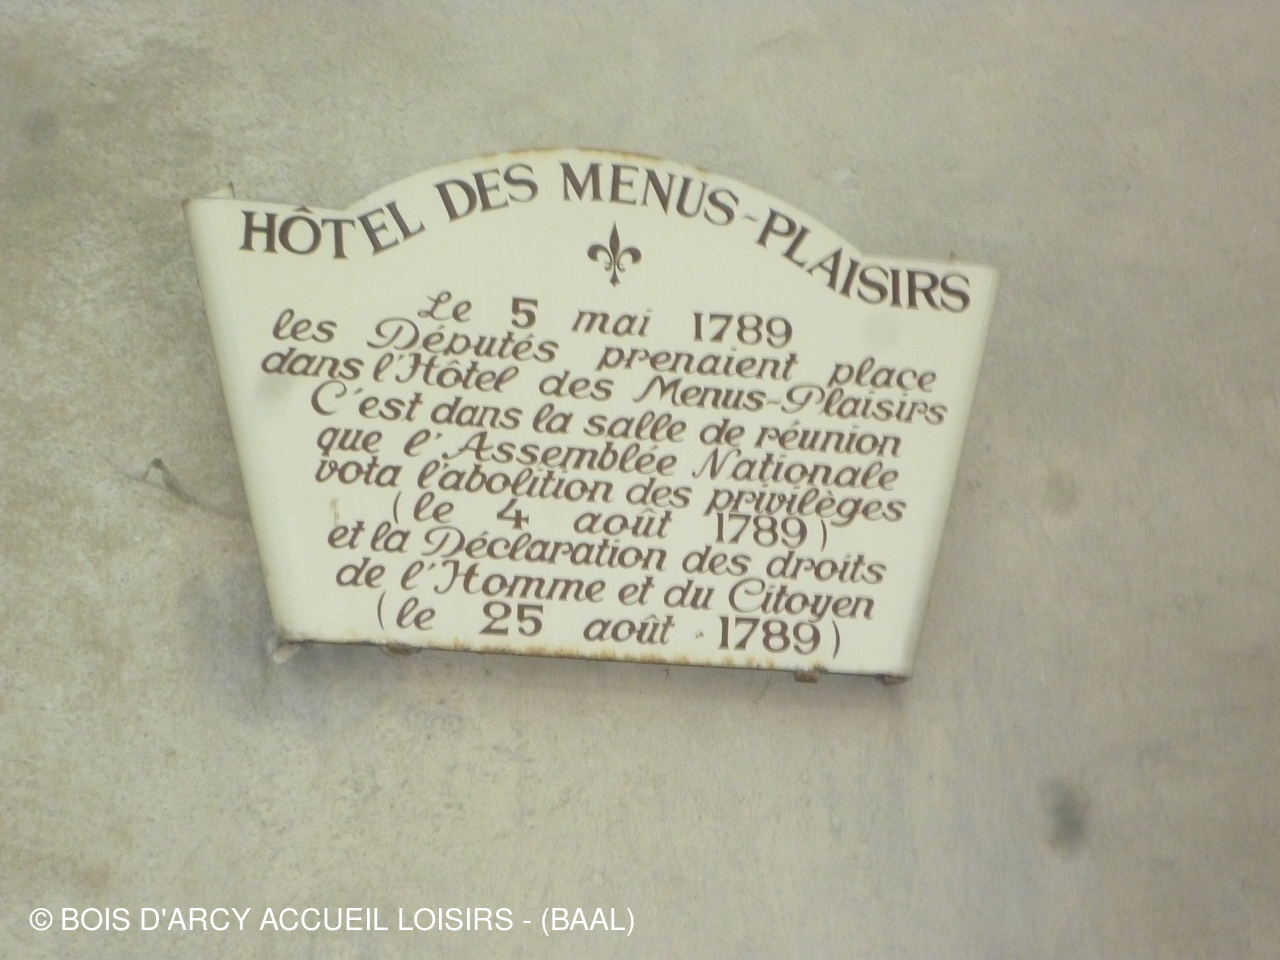 HÔTEL DES MENUS-PLAISIRS
Le 5 mai 1789
les Députés prenaient place
dans l'Hôtel des Menus-Plaisirs
C'est dans la salle de réunion
que l'Assemblée Nationale
vota l'abolition des privilèges
(le 4 août 1789)
et la Déclaration des droits
de l'Homme et du Citoyen
(le 25 août 1789)
© BOIS D'ARCY ACCUEIL LOISIRS - (BAAL)